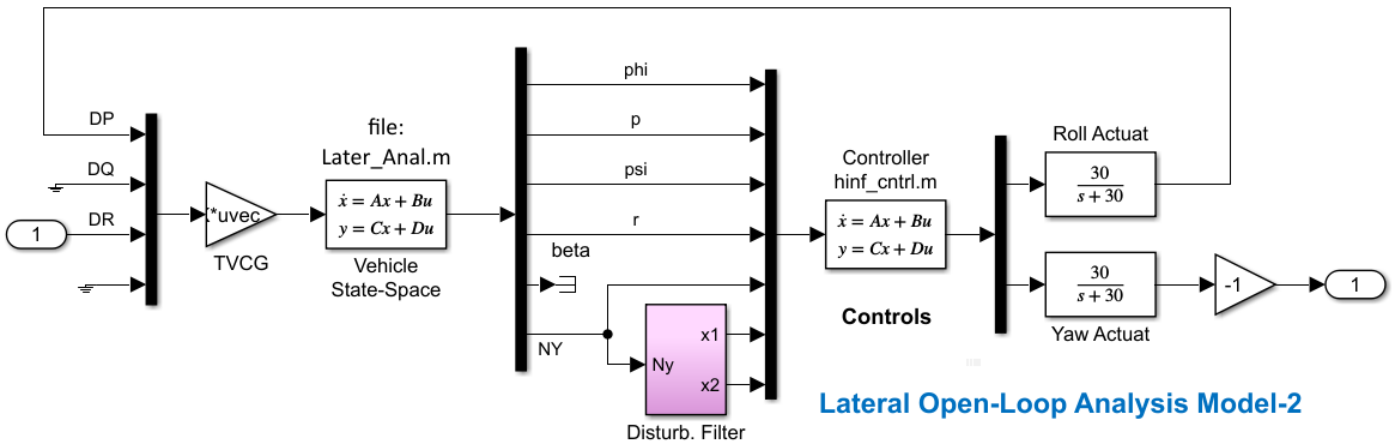 phi
DP
p
file:
Later_Anal.m
Roll Actuat
DQ
psi
Controller
hinf_cntrl.m
30
s + 30
*uvec
ẋ = Ax + Bu
y = Cx + Du
DR
1
r
ẋ = Ax + Bu
y = Cx + Du
TVCG
Vehicle
State-Space
beta
30
s + 30
-1
1
Controls
Yaw Actuat
NY
Ny
x1
x2
Disturb. Filter
Lateral Open-Loop Analysis Model-2